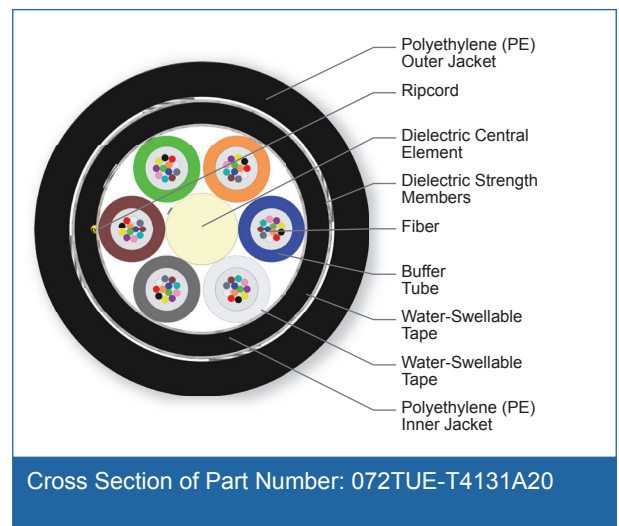 Polyethylene (PE)
Outer Jacket
Ripcord
Dielectric Central
Element
Dielectric Strength
Members
Fiber
Buffer
Tube
Water-Swellable
Tape
Water-Swellable
Tape
Polyethylene (PE)
Inner Jacket
Cross Section of Part Number: 072TUE-T4131A20